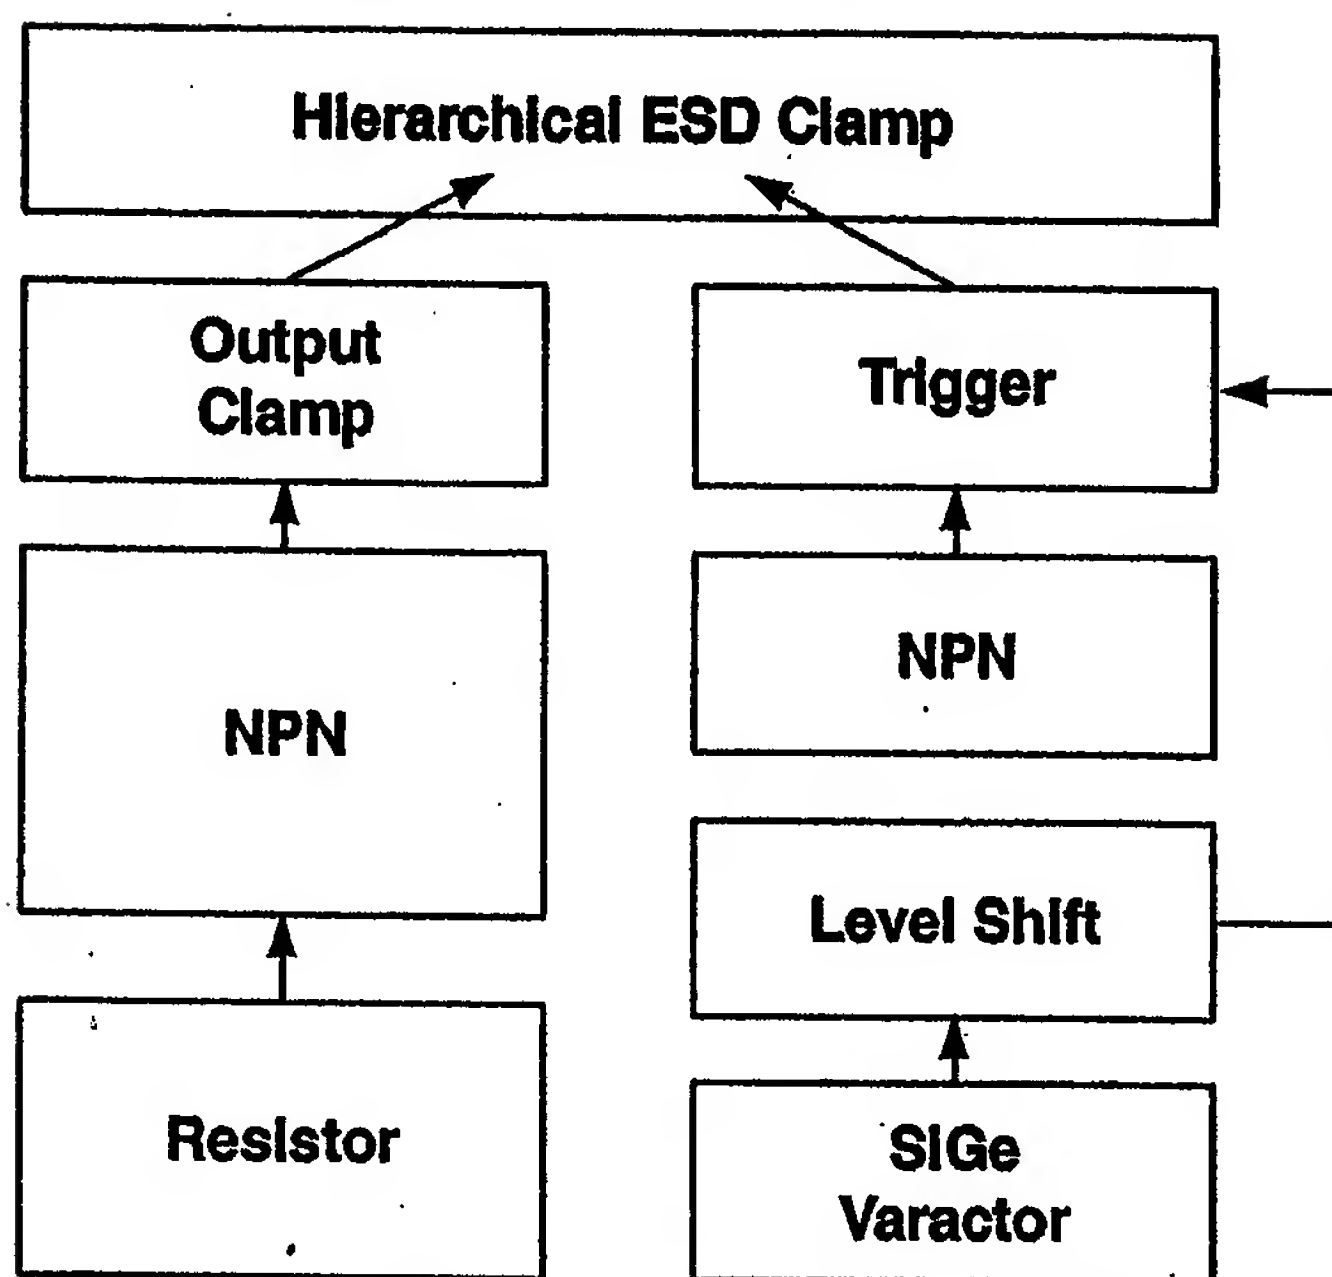 Hierarchical ESD Clamp
Output
Clamp
Trigger
NPN
NPN
Level Shift
Resistor
SiGe
Varactor